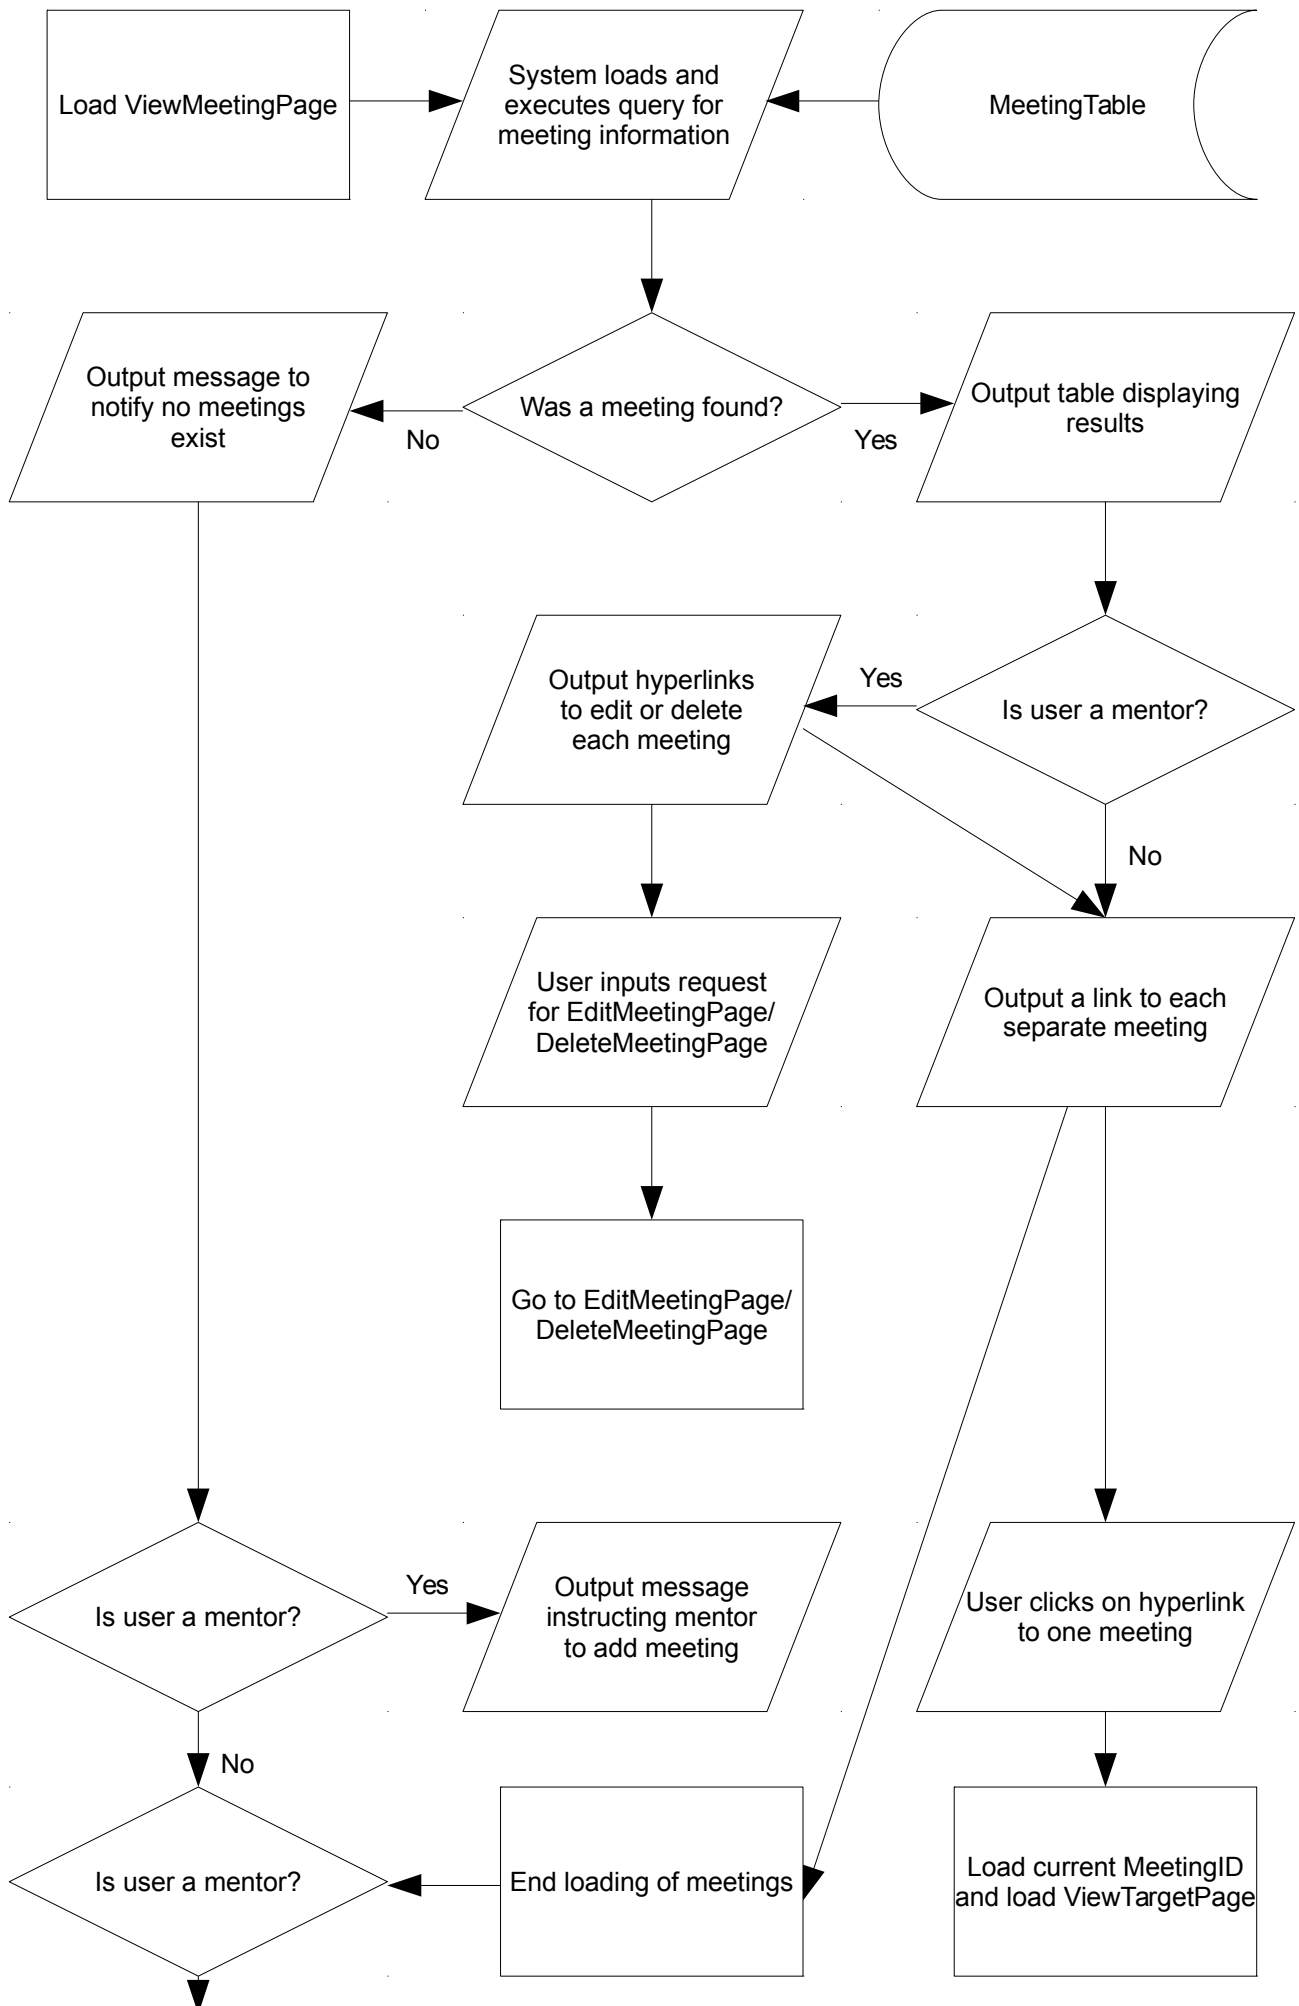 Load ViewMeetingPage
System loads and
executes query for
meeting information
MeetingTable
Output message to
notify no meetings
exist
No
Was a meeting found?
Yes
Output table displaying
results
Output hyperlinks
to edit or delete
each meeting
Yes
Is user a mentor?
No
User inputs request
for EditMeetingPage/
DeleteMeetingPage
Output a link to each
separate meeting
Go to EditMeetingPage/
DeleteMeetingPage
Is user a mentor?
Yes
Output message
instructing mentor
to add meeting
User clicks on hyperlink
to one meeting
No
Is user a mentor?
End loading of meetings
Load current MeetingID
and load ViewTargetPage